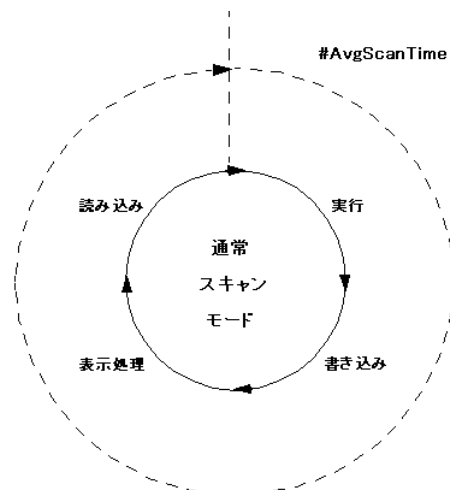 #AvgScanTime
読み込み
実行
通常
スキャン
モード
表示処理
書き込み